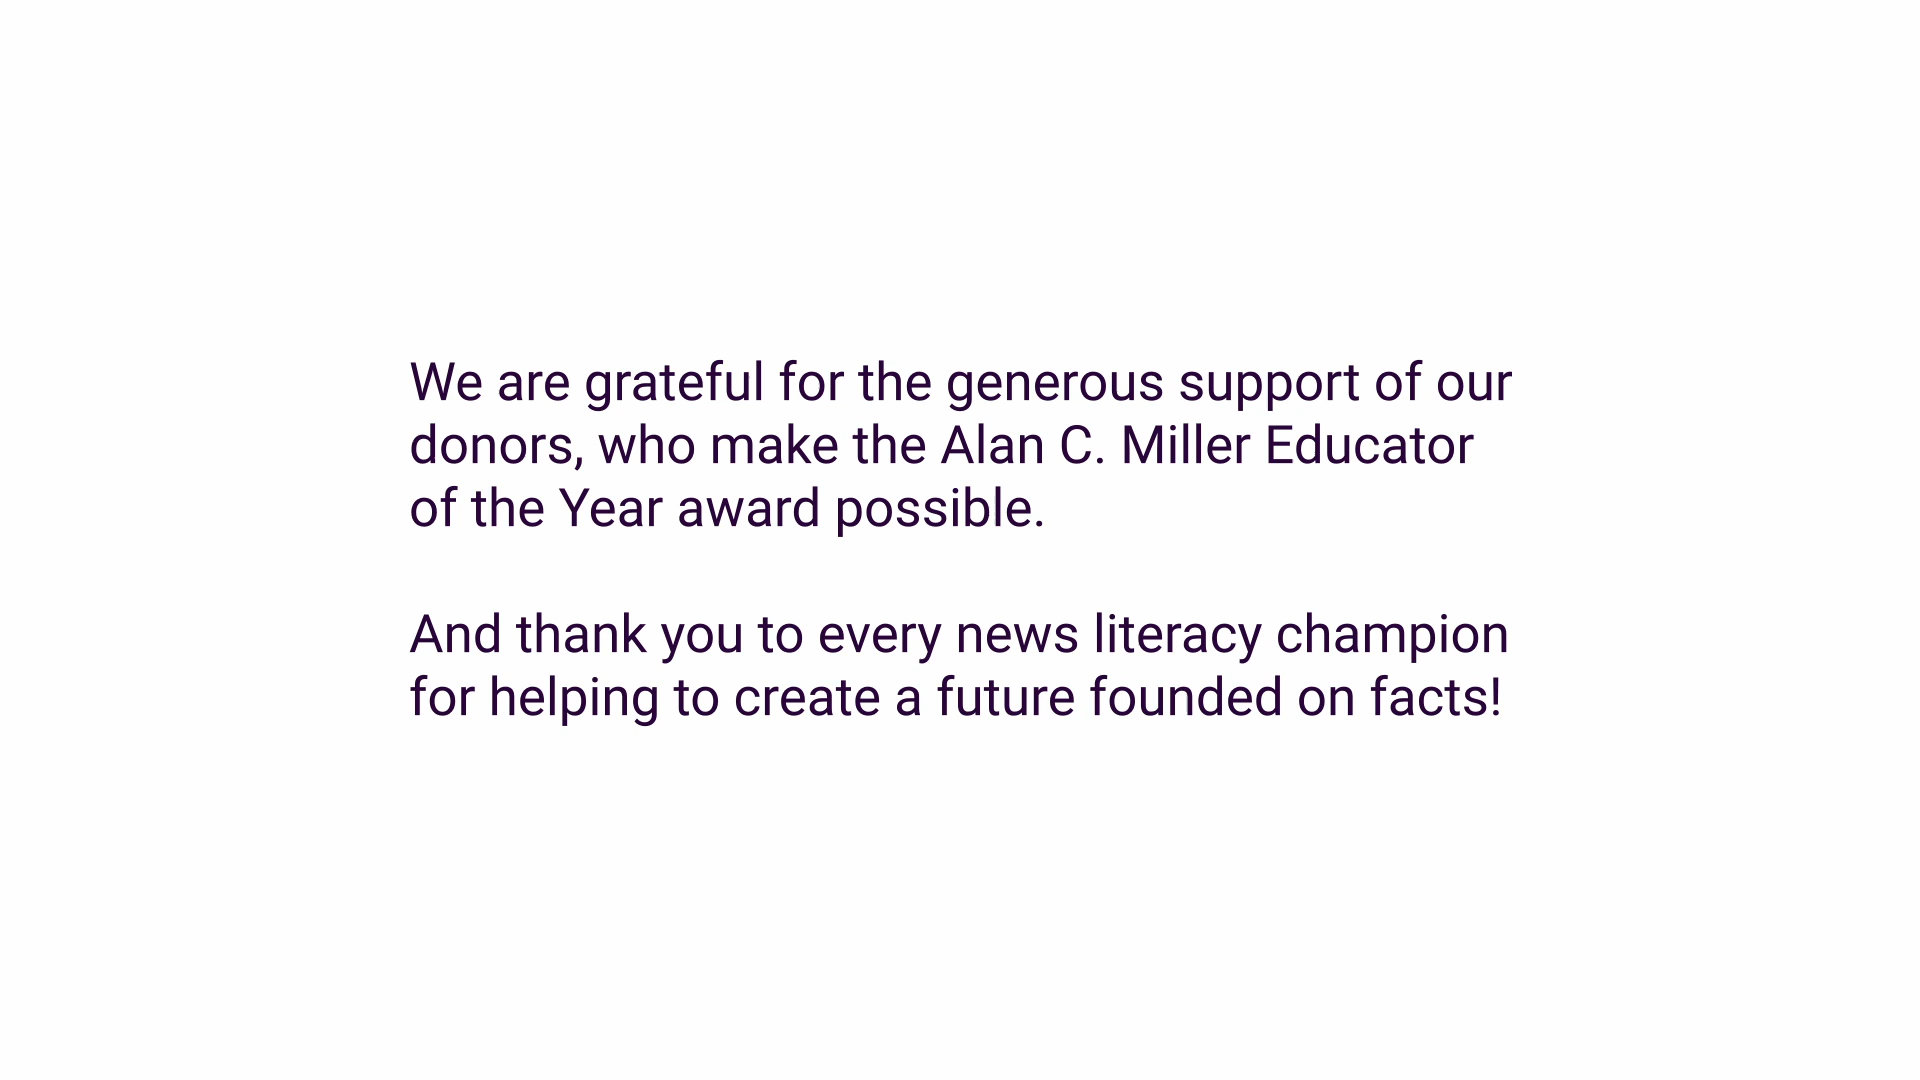 We are grateful for the generous support of our
donors, who make the Alan C. Miller Educator
of the Year award possible.
And thank you to every news literacy champion
for helping to create a future founded on facts!